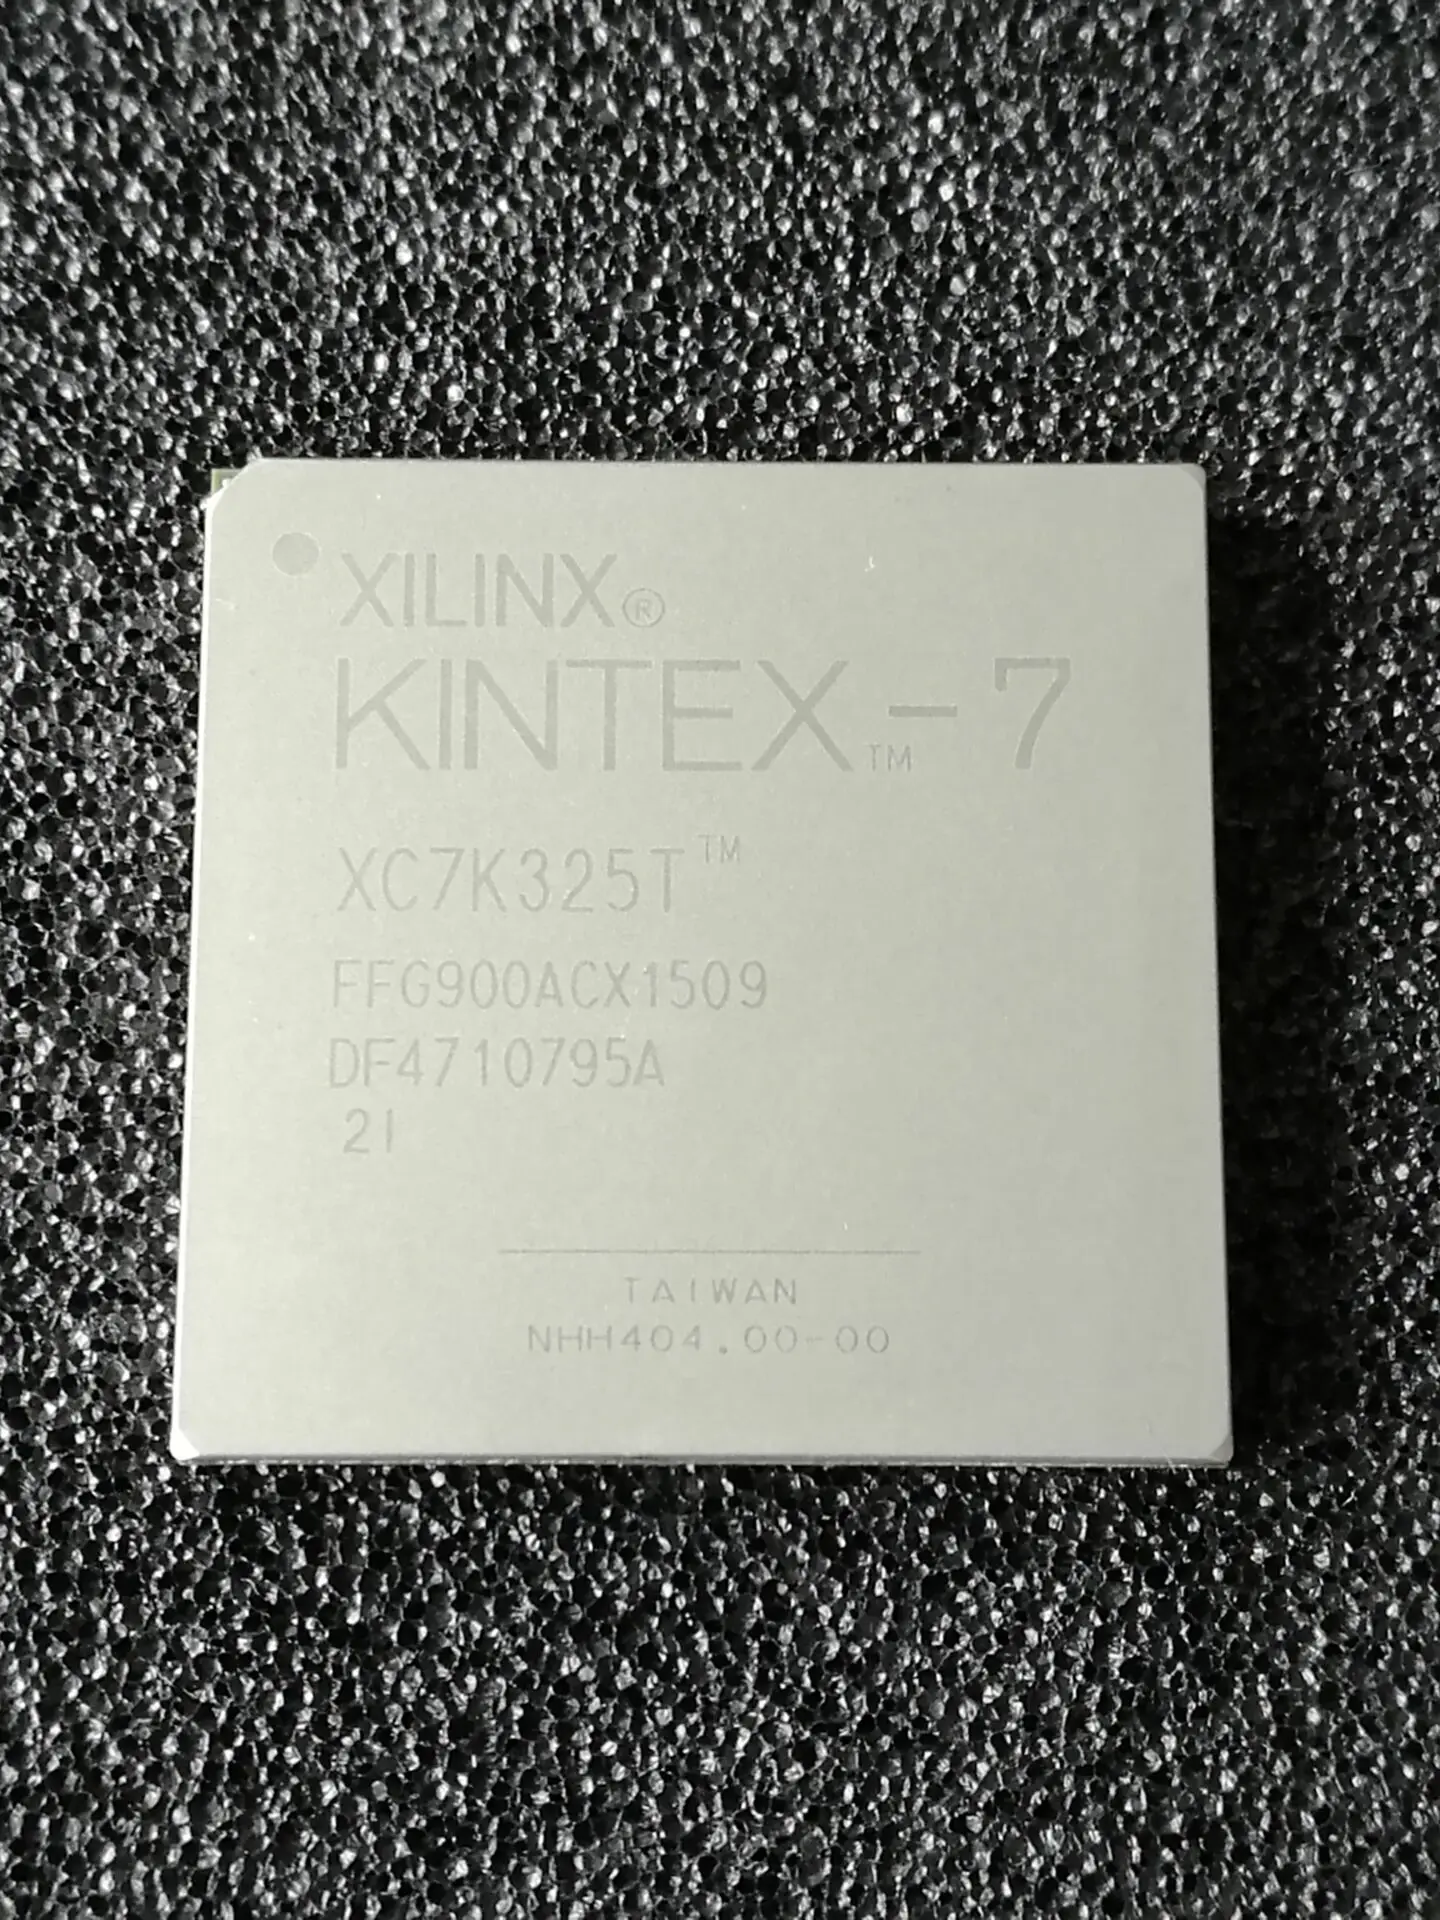 XILINX®
KINTEX™-7
XC7K325T™
FFG900ACX1509
DF4710795A
2I
TAIWAN
NHH404.00-00